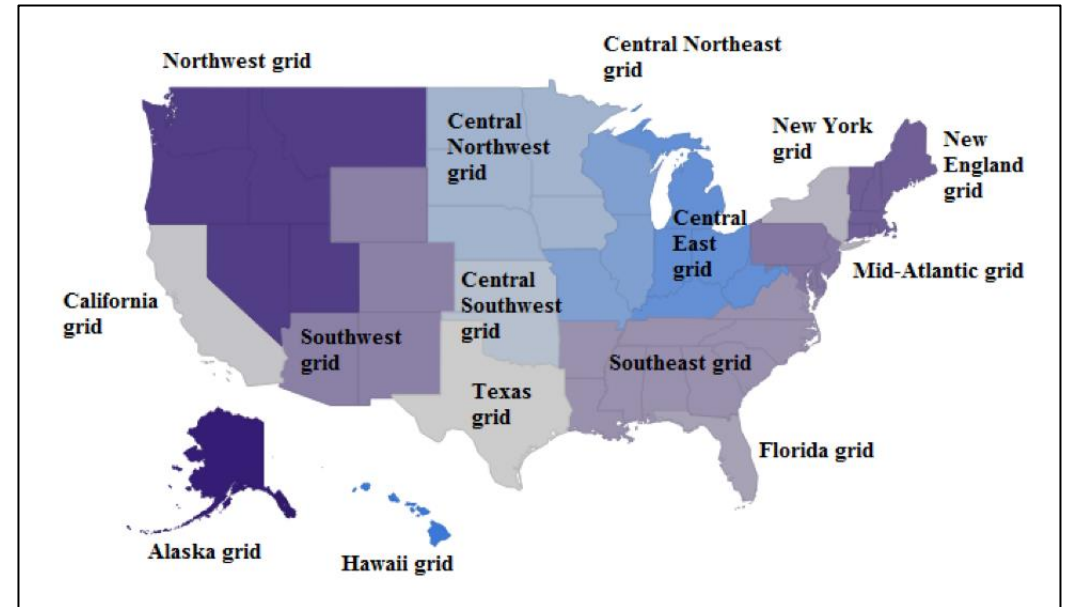 Northwest grid
Central Northeast
grid
Central
Northwest
grid
New York
grid
New
England
grid
Central
East
grid
Mid-Atlantic grid
California
grid
Central
Southwest
grid
Southwest
grid
Southeast grid
Texas
grid
Florida grid
Alaska grid
Hawaii grid